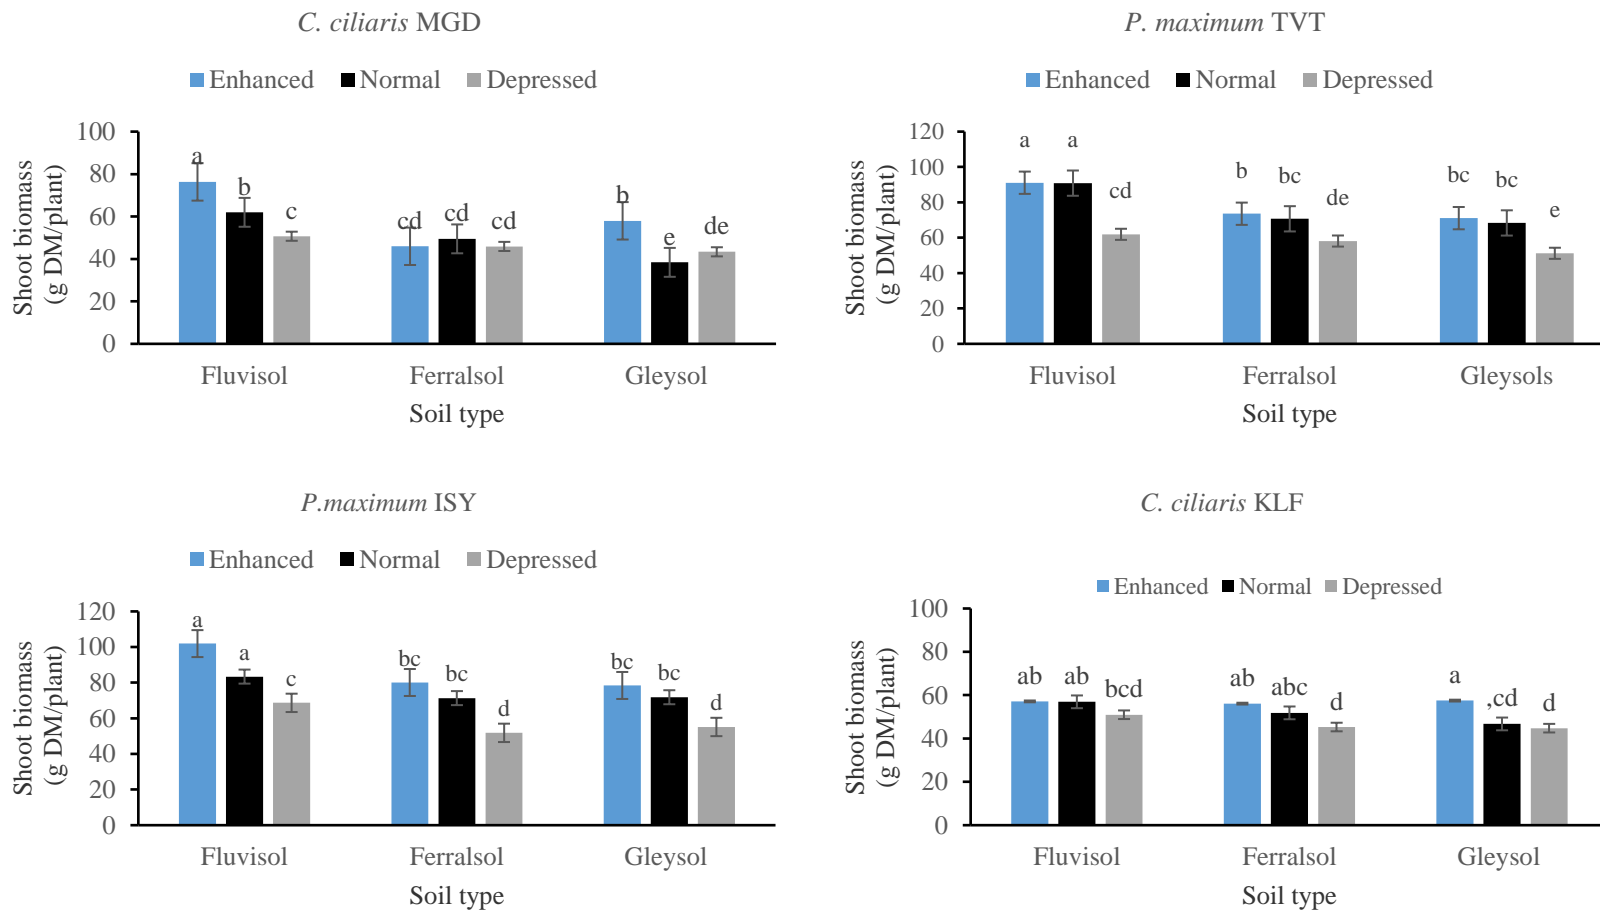 C. ciliaris MGD
Enhanced Normal Depressed
Shoot biomass
(g DM/plant)
100
80
60
40
20
0
a
b
c
cd
cd
cd
b
e
de
Fluvisol Ferralsol Gleysol
Soil type
P. maximum TVT
Enhanced Normal Depressed
Shoot biomass
(g DM/plant)
120
100
80
60
40
20
0
a
a
cd
b
bc
de
bc
bc
e
Fluvisol Ferralsol Gleysols
Soil type
P.maximum ISY
Enhanced Normal Depressed
Shoot biomass
(g DM/plant)
120
100
80
60
40
20
0
a
a
c
bc
bc
d
bc
bc
d
Fluvisol Ferralsol Gleysol
Soil type
C. ciliaris KLF
Enhanced Normal Depressed
Shoot biomass
(g DM/plant)
100
80
60
40
20
0
ab
ab
bcd
ab
abc
d
a
,cd
d
Fluvisol Ferralsol Gleysol
Soil type